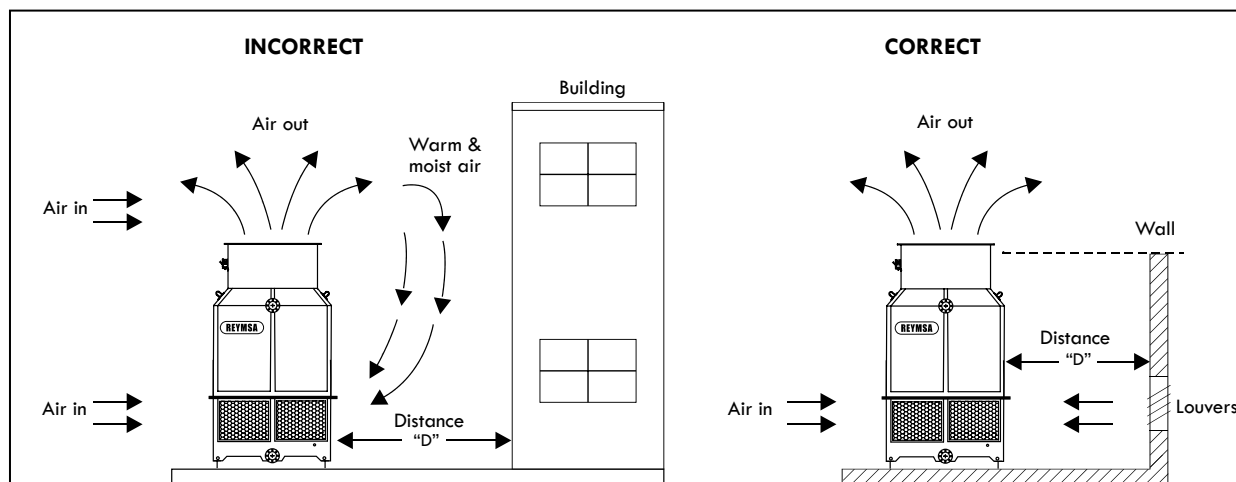 INCORRECT
Building
Air out
Warm &
moist air
Air in
REYMSA
Air in
Distance
“D”
CORRECT
Air out
Wall
REYMSA
Distance
“D”
Air in
Louvers